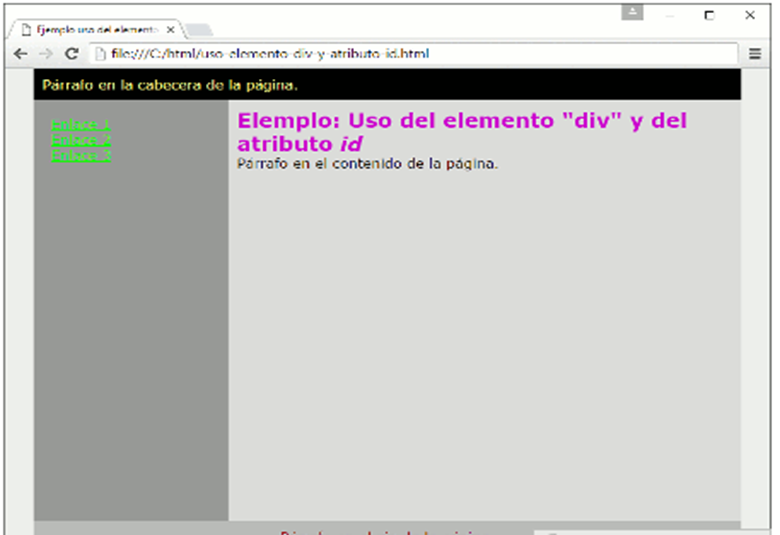 Ejemplo uso del elemento
file:///C:/html/uso-elemento-div-y-atributo-id.html
Párrafo en la cabecera de la página.
Enlace 1
Enlace 2
Enlace 3
Elemplo: Uso del elemento "div" y del
atributo id
Párrafo en el contenido de la página.